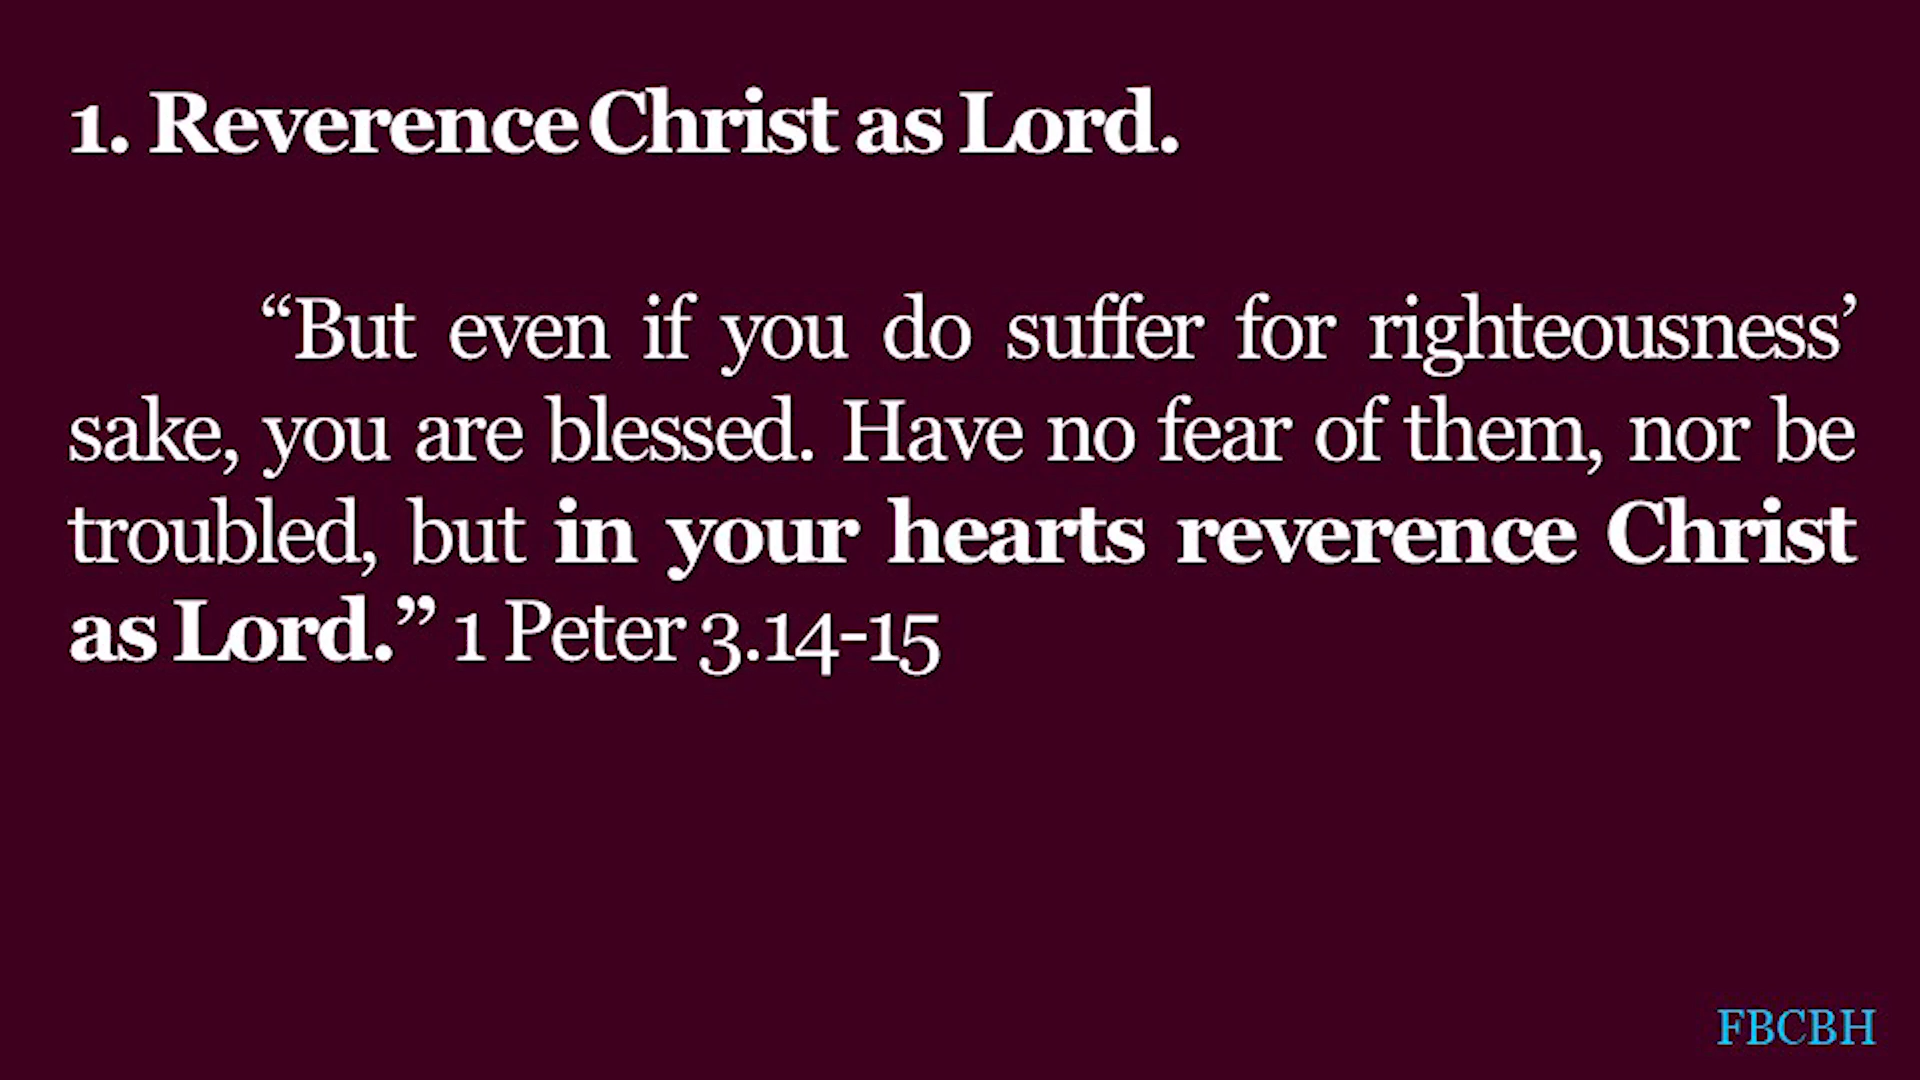 1. Reverence Christ as Lord.
“But even if you do suffer for righteousness’
sake, you are blessed. Have no fear of them, nor be
troubled, but in your hearts reverence Christ
as Lord.” 1 Peter 3.14-15
FBCBH